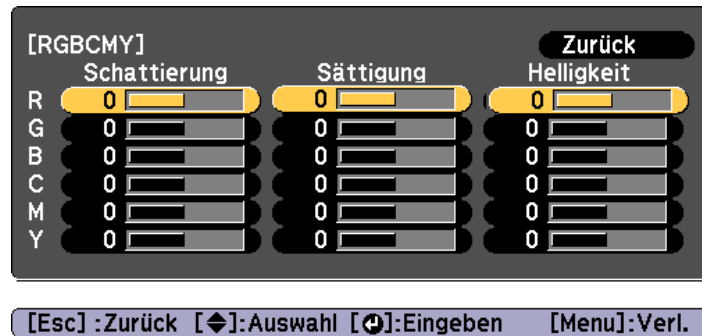 [RGBCMY] Zurück
Schattierung Sättigung Helligkeit
R 0 0 0
G 0 0 0
B 0 0 0
C 0 0 0
M 0 0 0
Y 0 0 0
[Esc] :Zurück [◆]:Auswahl [⏎]:Eingeben [Menu]:Verl.